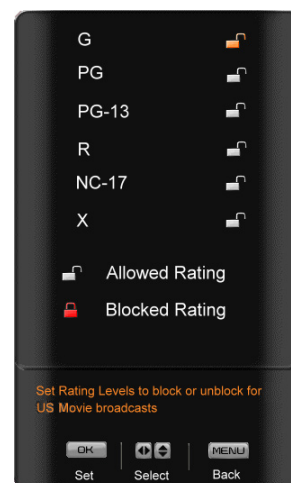 G
PG
PG-13
R
NC-17
X
Allowed Rating
Blocked Rating
Set Rating Levels to block or unblock for
US Movie broadcasts
OK
MENU
Set
Select
Back